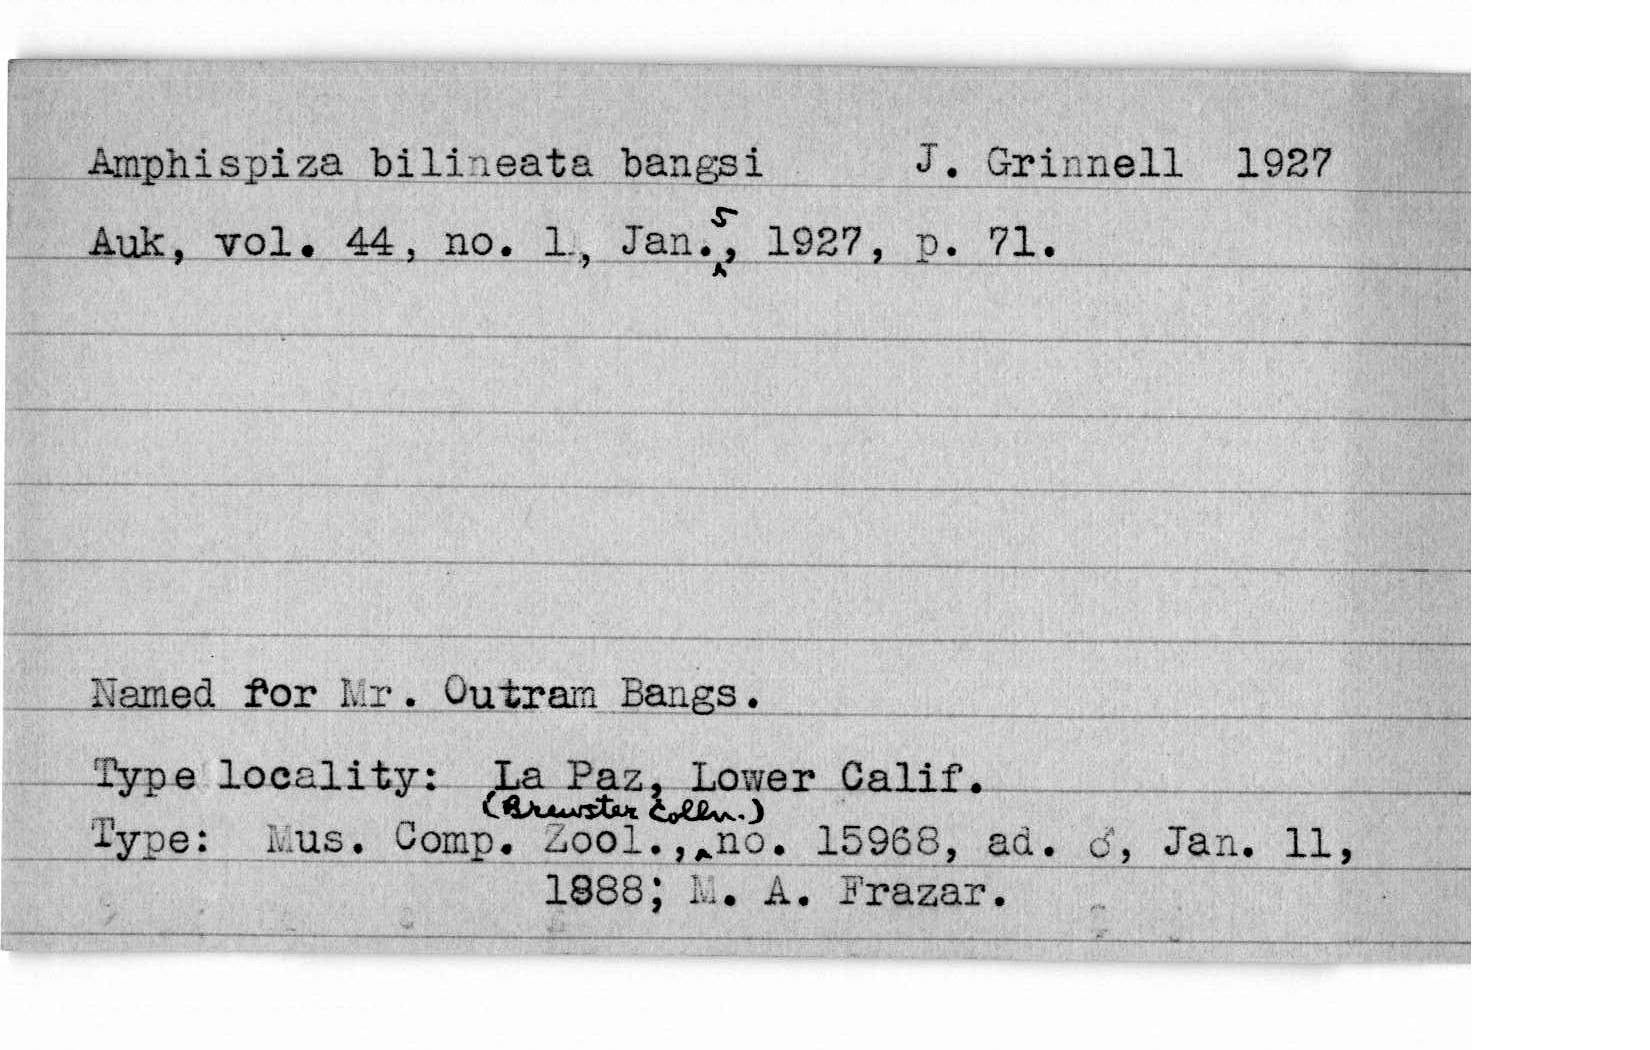 Amphispiza bilineata bangsi J. Grinnell 1927
Auk, vol. 44, no. 1, Jan. 5, 1927, p. 71.
Named for Mr. Outram Bangs.
Type locality: La Paz, Lower Calif.
Type: Mus. Comp. Zool., (Brewster Colln.) no. 15968, ad. ♂, Jan. 11,
1888; M. A. Frazar.